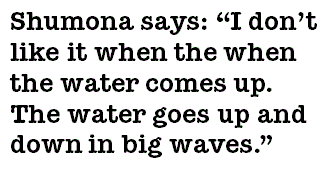 Shumona says: “I don’t
like it when the when
the water comes up.
The water goes up and
down in big waves.”